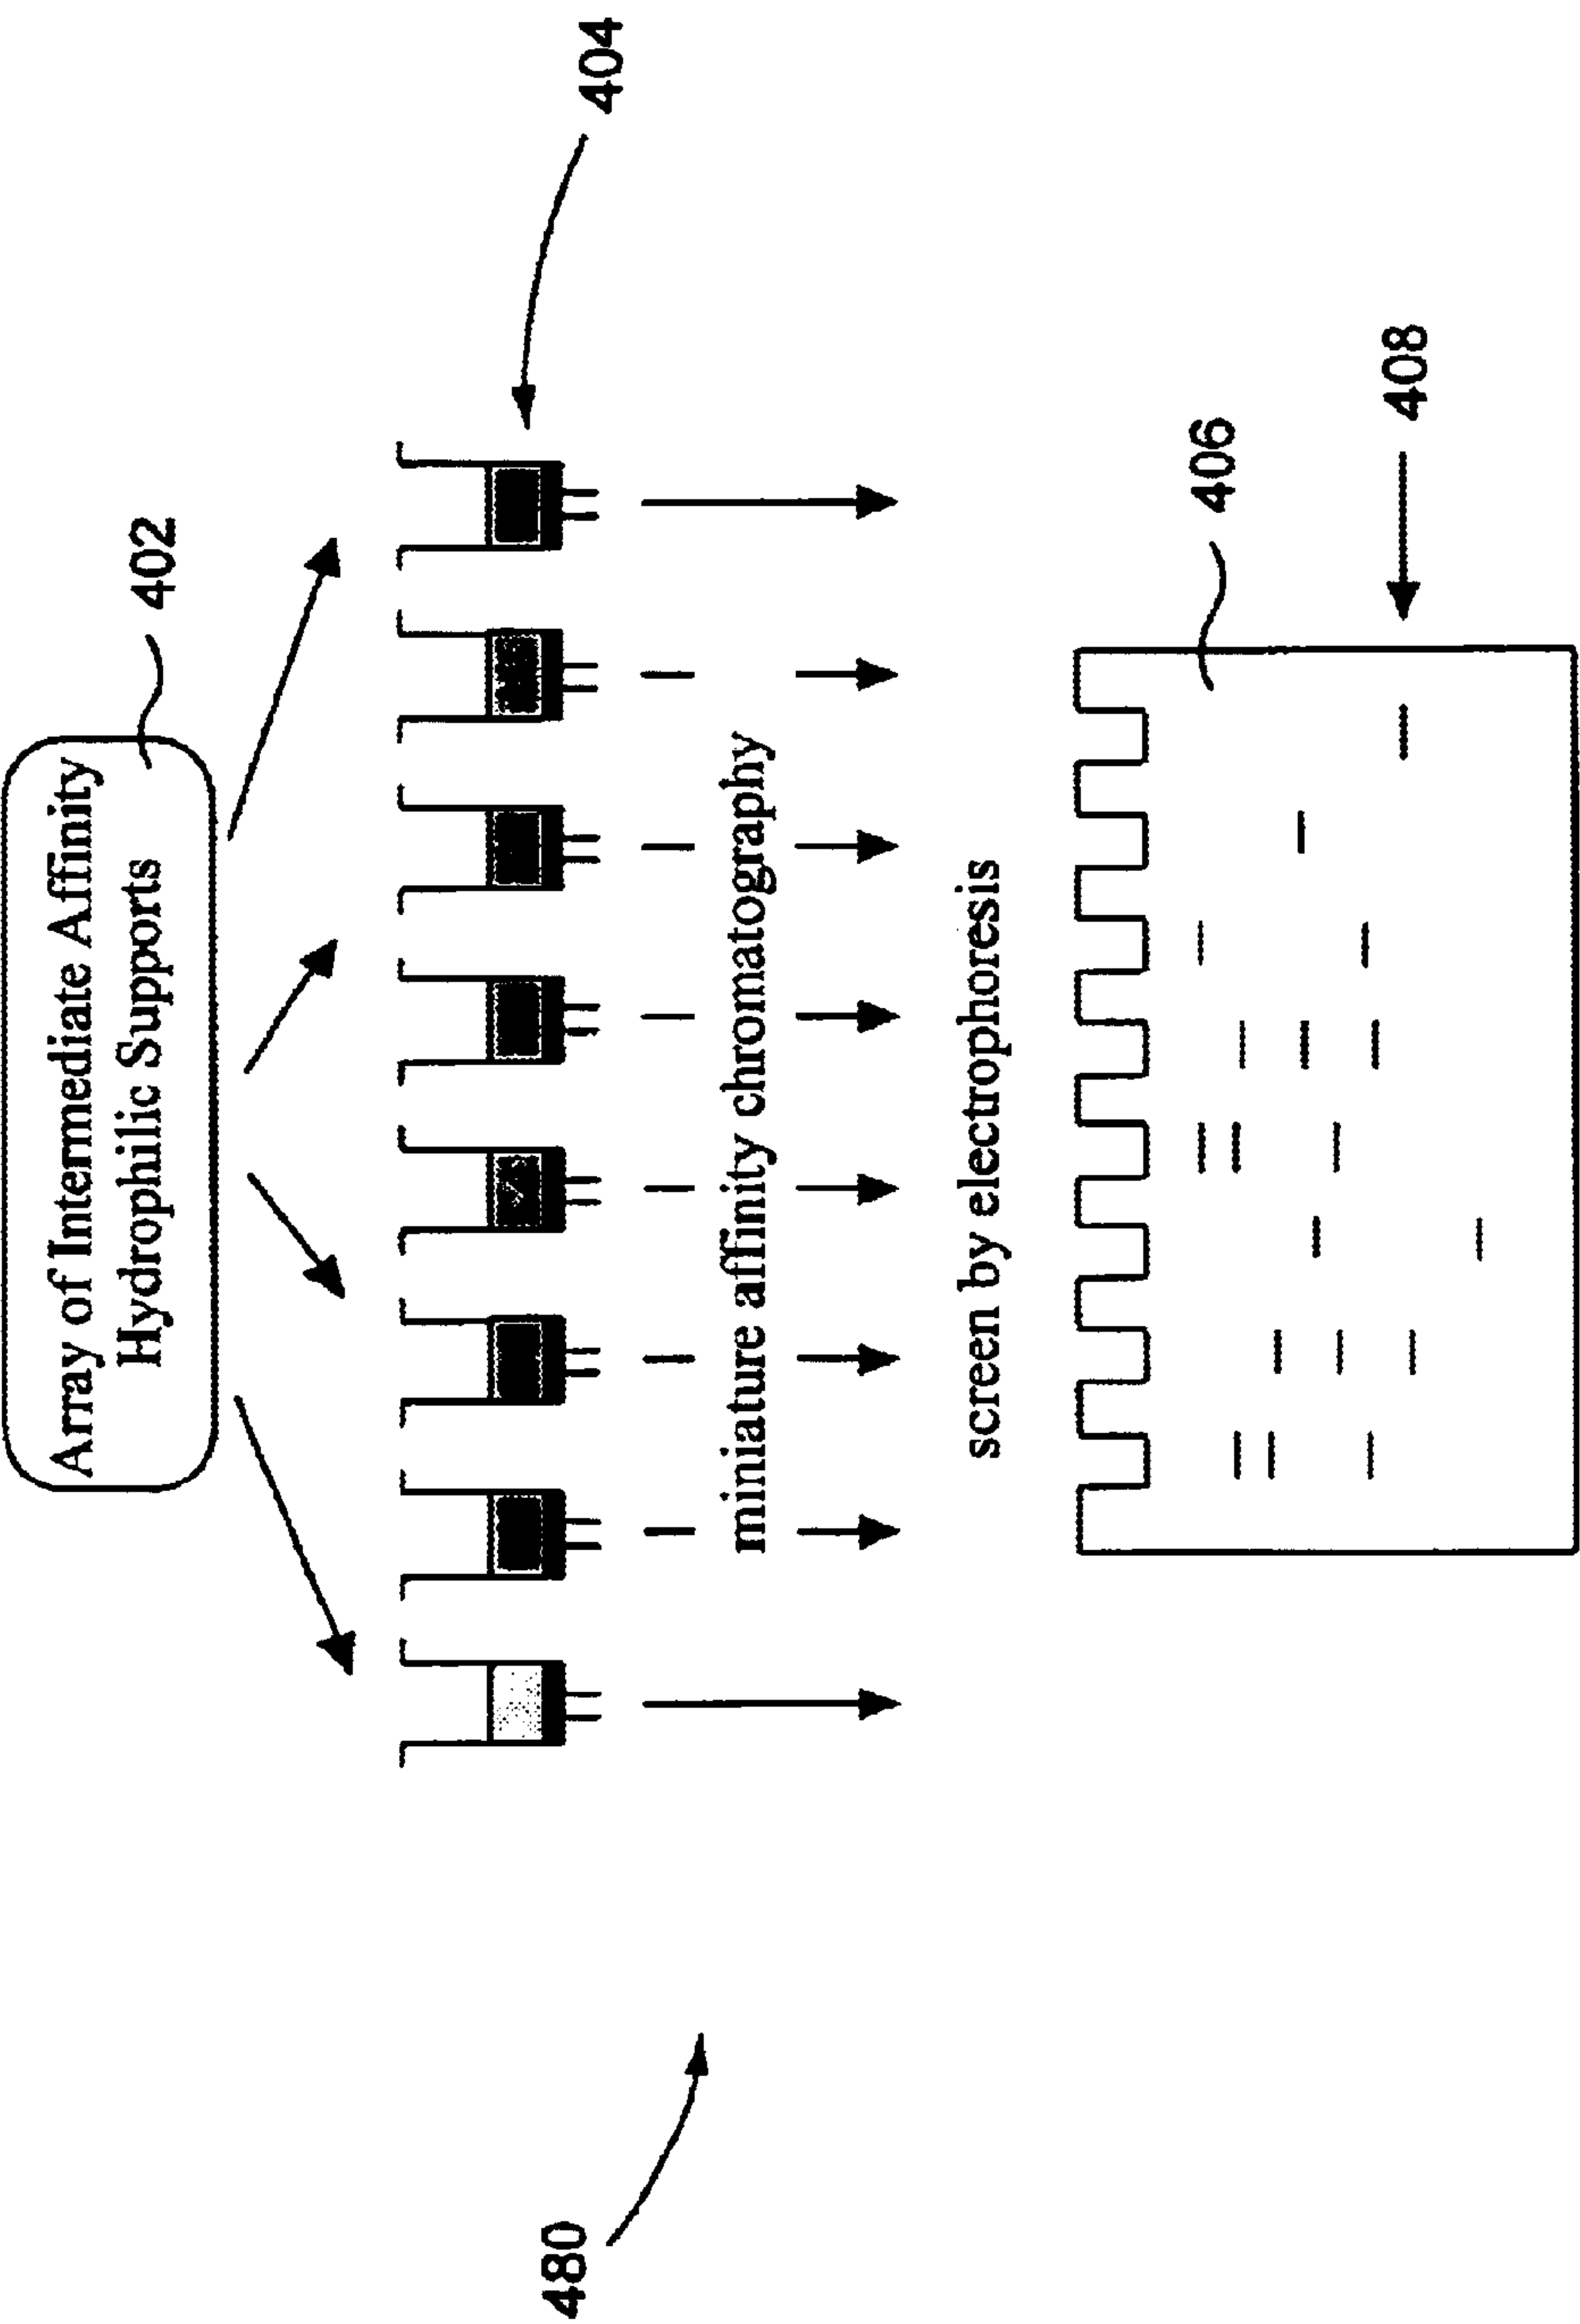 Array of Intermediate Affinity
Hydrophilic Supports
402
404
480
miniature affinity chromatography
screen by electrophoresis
406
408